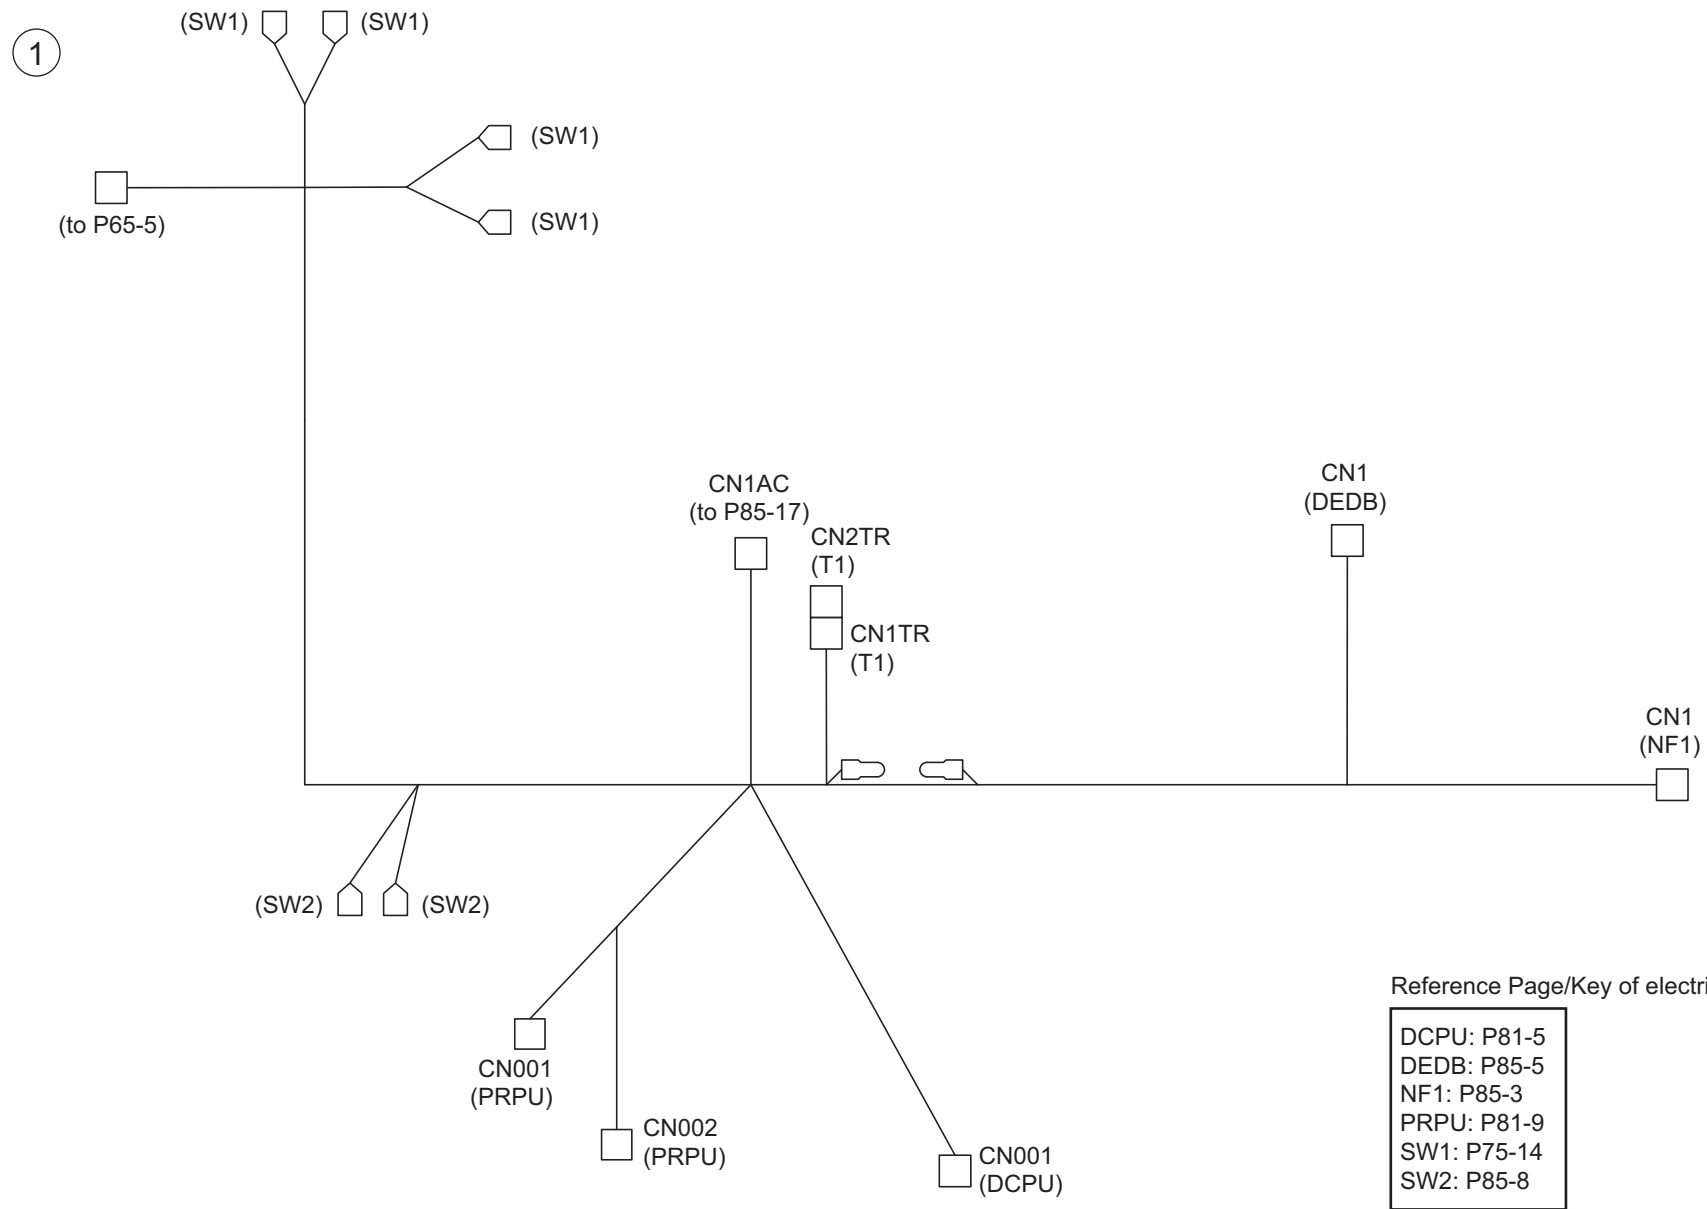 (SW1)
(SW1)
1
(SW1)
(SW1)
(to P65-5)
CN1AC
(to P85-17)
CN2TR
(T1)
CN1TR
(T1)
CN1
(DEDB)
CN1
(NF1)
(SW2)
(SW2)
CN001
(PRPU)
CN002
(PRPU)
CN001
(DCPU)
Reference Page/Key of
DCPU: P81-5
DEDB: P85-5
NF1: P85-3
PRPU: P81-9
SW1: P75-14
SW2: P85-8